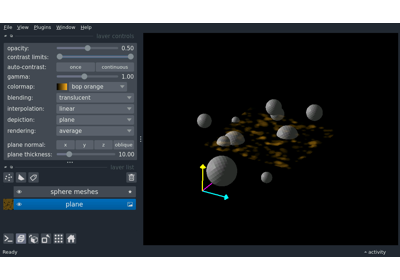 File View Plugins Window Help
layer controls
opacity: 0.50
contrast limits:
auto-contrast: once continuous
gamma: 1.00
colormap: bop orange
blending: translucent
interpolation: linear
depiction: plane
rendering: average
plane normal: x y z oblique
plane thickness: 10.00
layer list
sphere meshes
plane
Ready
activity